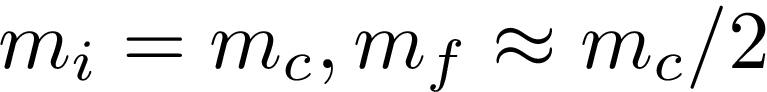 $m_i = m_c, m_f \approx m_c/2$